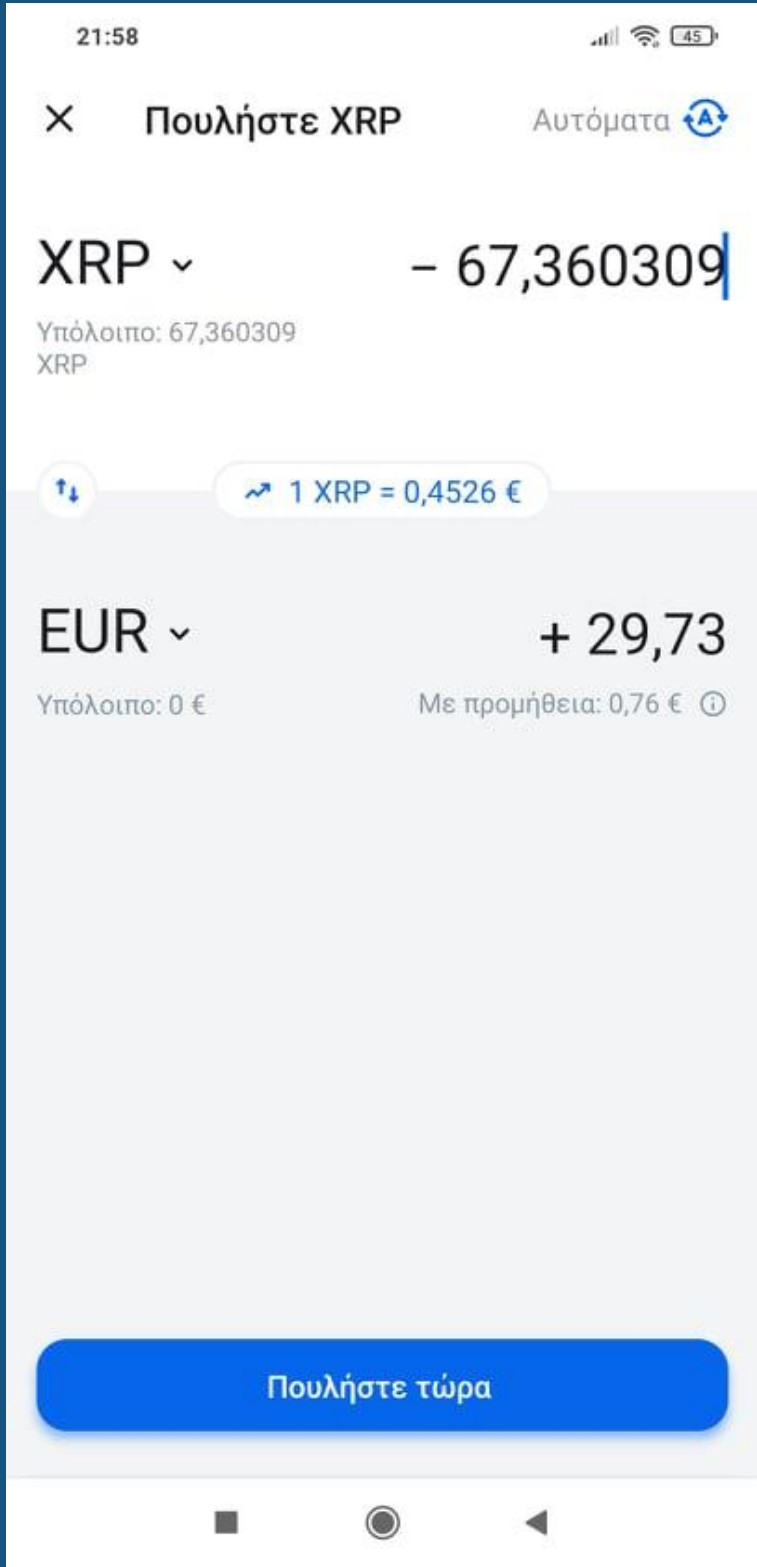 21:58
45
Πουλήστε XRP
Αυτόματα A
XRP
– 67,360309
Υπόλοιπο: 67,360309
XRP
1 XRP = 0,4526 €
EUR
+ 29,73
Υπόλοιπο: 0 €
Με προμήθεια: 0,76 €
Πουλήστε τώρα